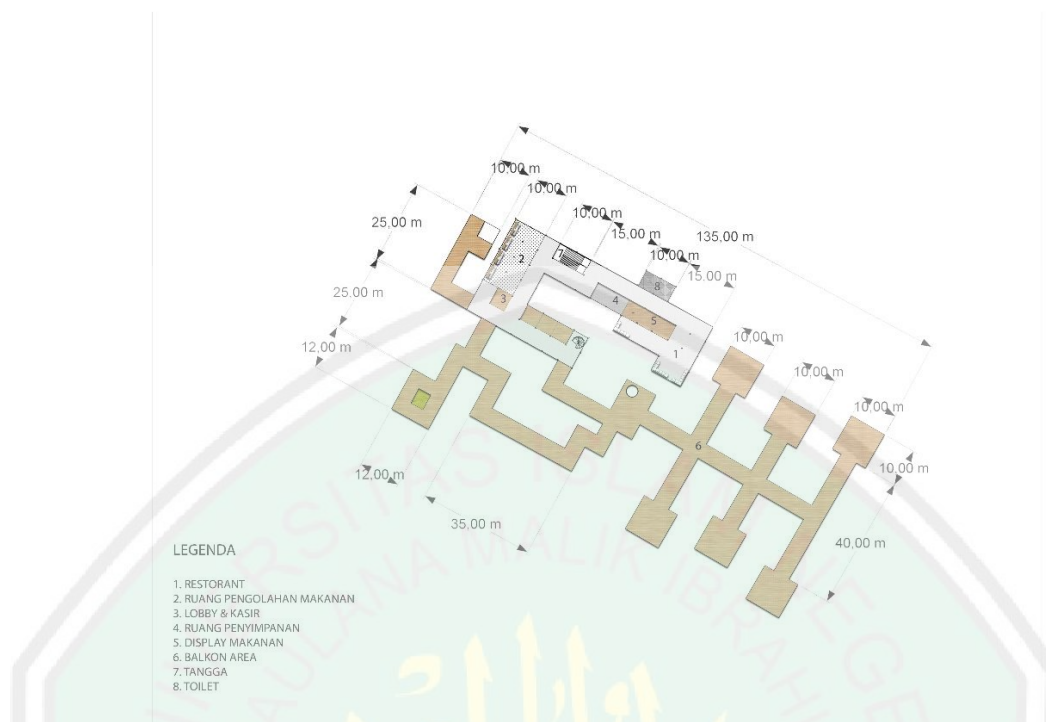 10,00 m
10,00 m
10,00 m
15,00 m
10,00 m
135,00 m
15,00 m
25,00 m
25,00 m
12,00 m
2
7
8
3
4
5
1
10,00 m
10,00 m
10,00 m
6
10,00 m
12,00 m
35,00 m
40,00 m
LEGENDA
1. RESTORANT
2. RUANG PENGOLAHAN MAKANAN
3. LOBBY & KASIR
4. RUANG PENYIMPANAN
5. DISPLAY MAKANAN
6. BALKON AREA
7. TANGGA
8. TOILET